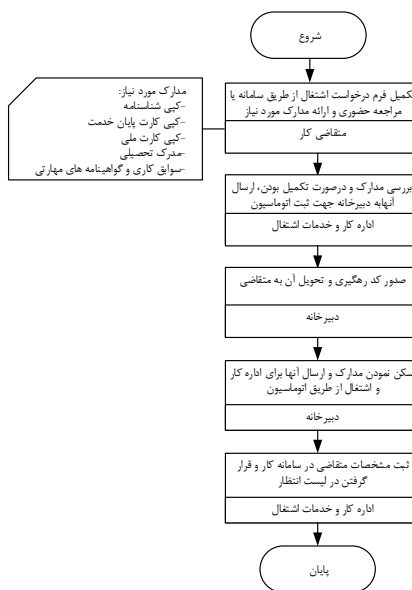 شروع
تکمیل فرم درخواست اشتغال از طریق سامانه یا
مراجعه حضوری و ارائه مدارک مورد نیاز
متقاضی کار
مدارک مورد نیاز:
-کپی شناسنامه
-کپی کارت پایان خدمت
-کپی کارت ملی
-مدرک تحصیلی
-سوابق کاری و گواهینامه های مهارتی
بررسی مدارک و درصورت تکمیل بودن، ارسال
آنهابه دبیرخانه جهت ثبت اتوماسیون
اداره کار و خدمات اشتغال
صدور کد رهگیری و تحویل آن به متقاضی
دبیرخانه
سکن نمودن مدارک و ارسال آنها برای اداره کار
و اشتغال از طریق اتوماسیون
دبیرخانه
ثبت مشخصات متقاضی در سامانه کار و قرار
گرفتن در لیست انتظار
اداره کار و خدمات اشتغال
پایان